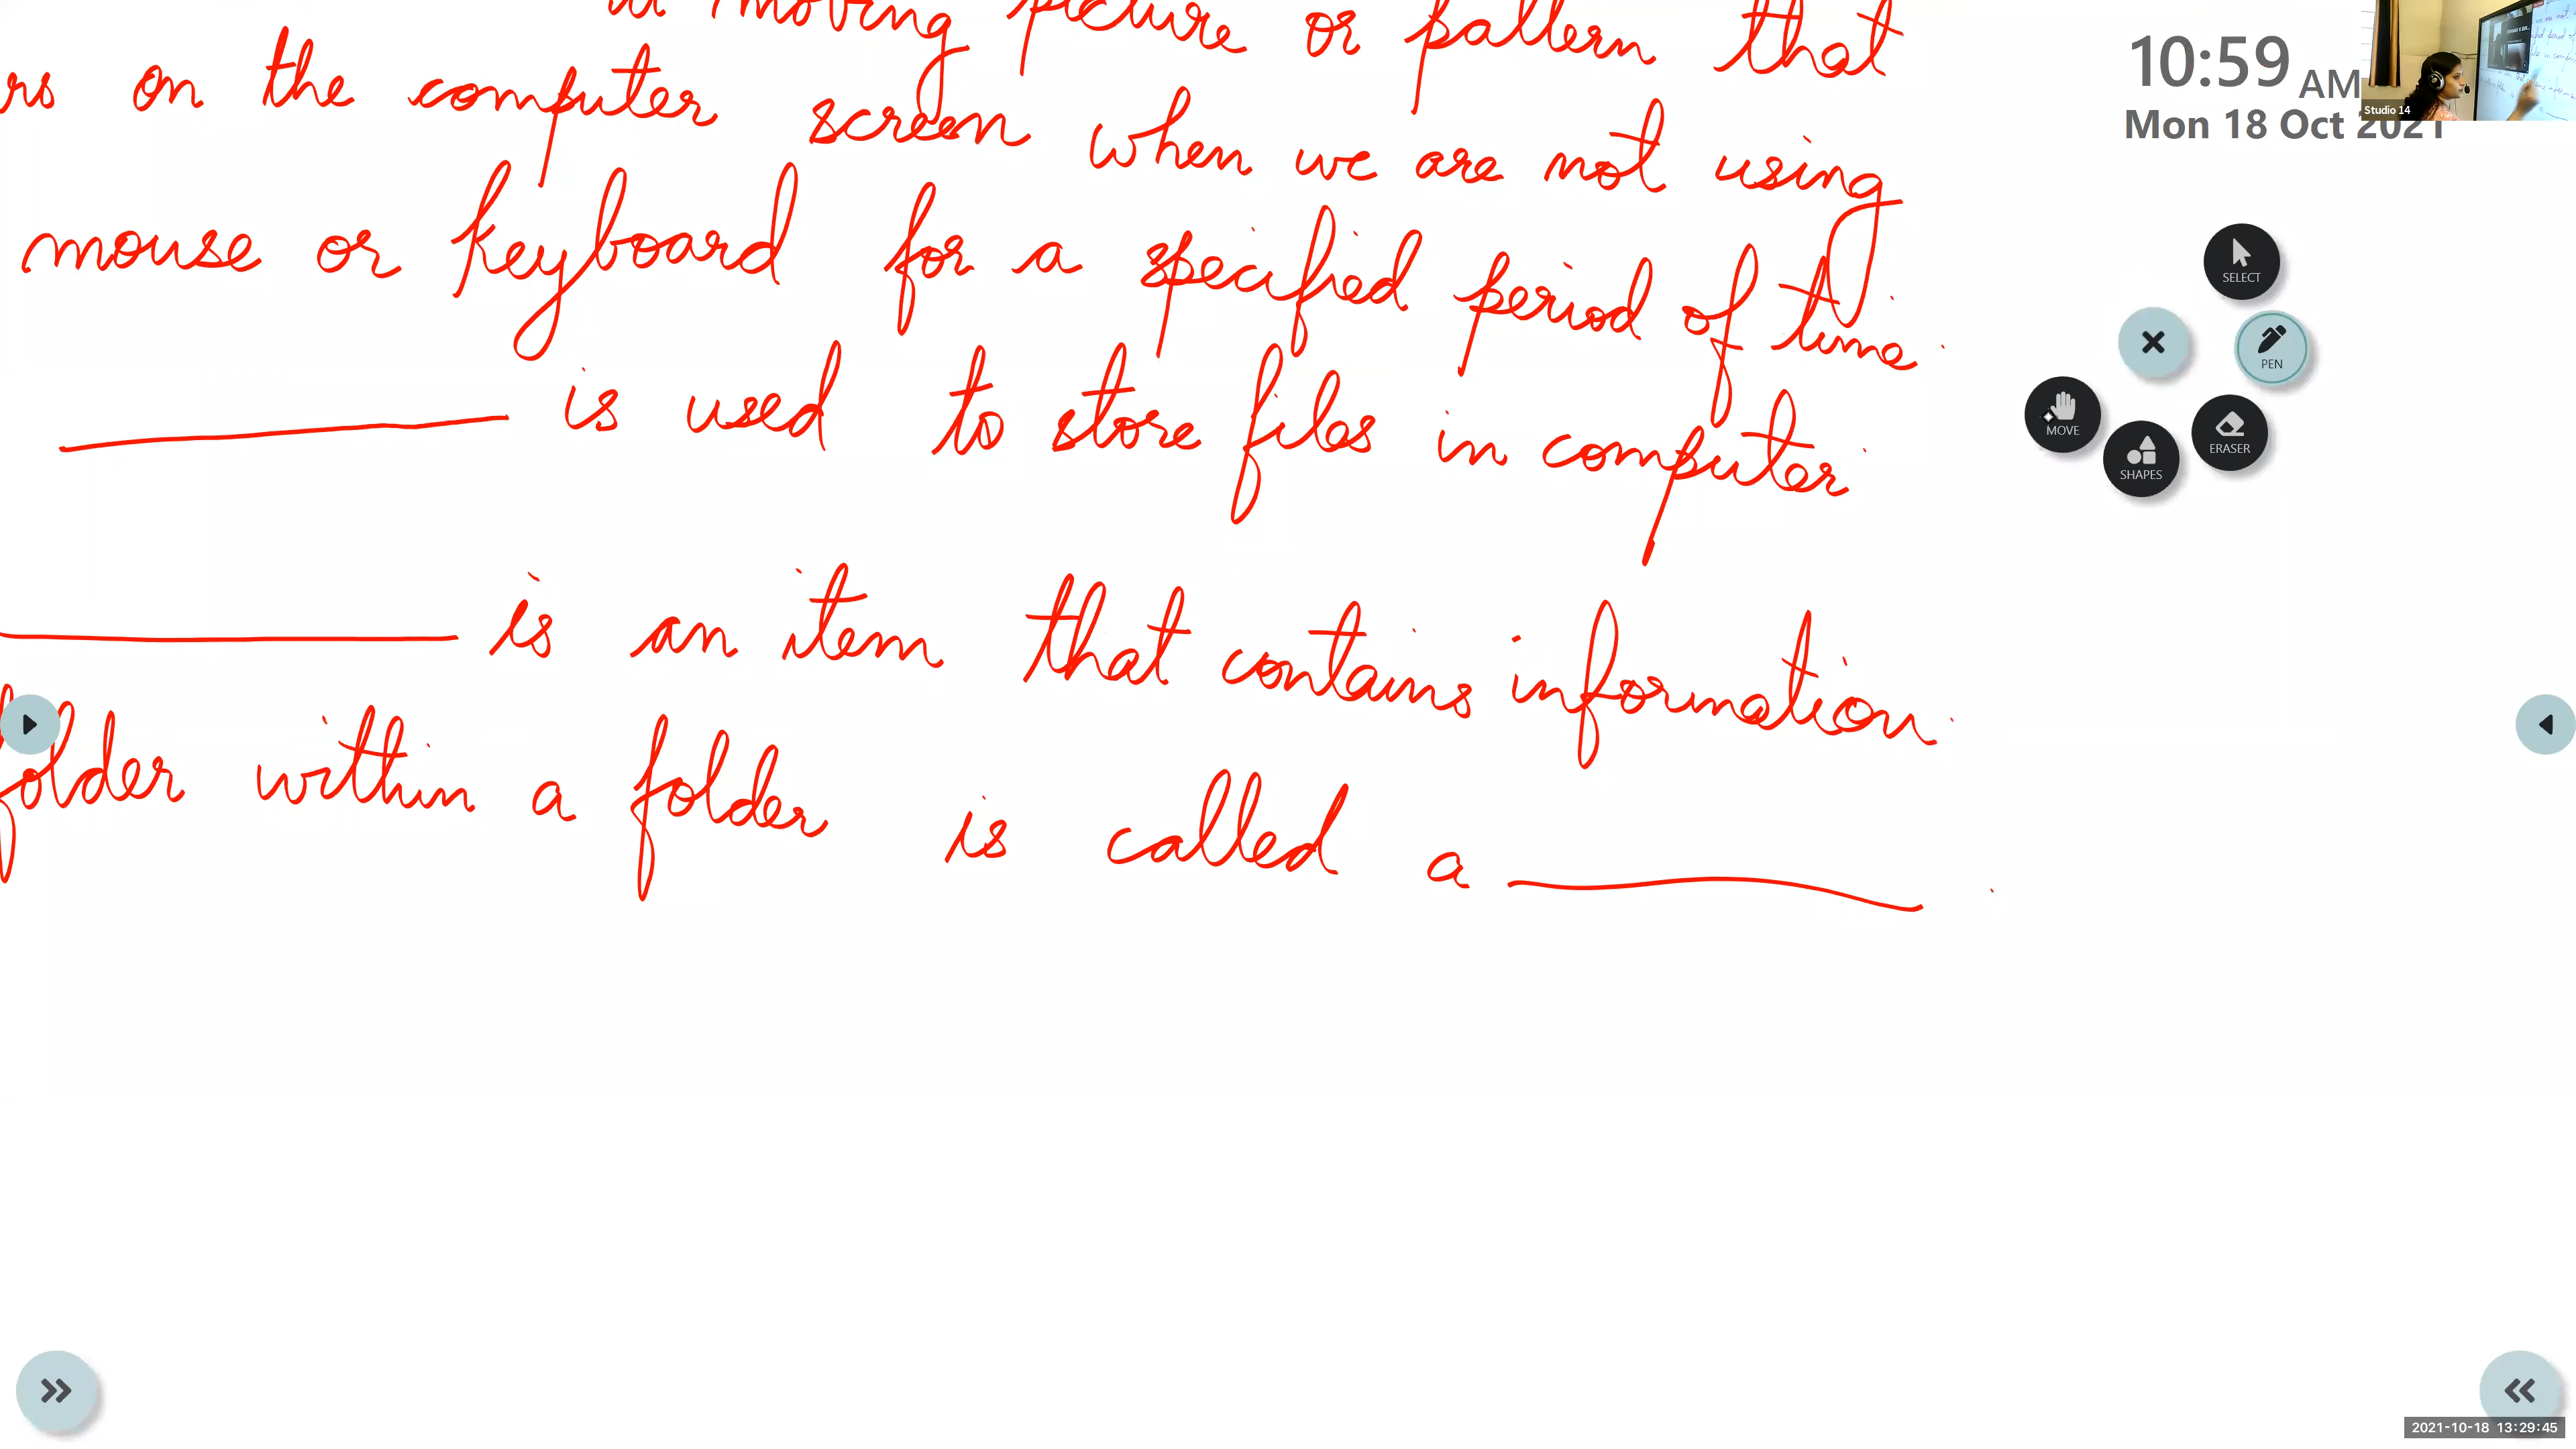 moving picture or pattern that
rs on the computer screen when we are not using
mouse or keyboard for a specified period of time.
is used to store files in computer.
is an item that contains information.
folder within a folder is called a .
10:59 AM
Mon 18 Oct 2021
Studio 14
SELECT
PEN
MOVE
ERASER
SHAPES
2021-10-18 13:29:45